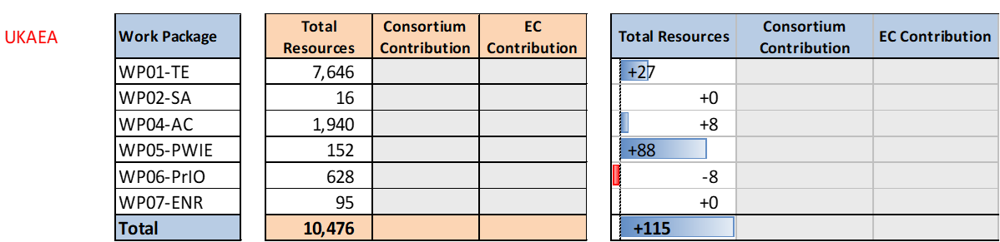 UKAEA
Work Package Total Resources Consortium Contribution EC Contribution Total Resources Consortium Contribution EC Contribution
WP01-TE 7,646 +27
WP02-SA 16 +0
WP04-AC 1,940 +8
WP05-PWIE 152 +88
WP06-PrIO 628 -8
WP07-ENR 95 +0
Total 10,476 +115